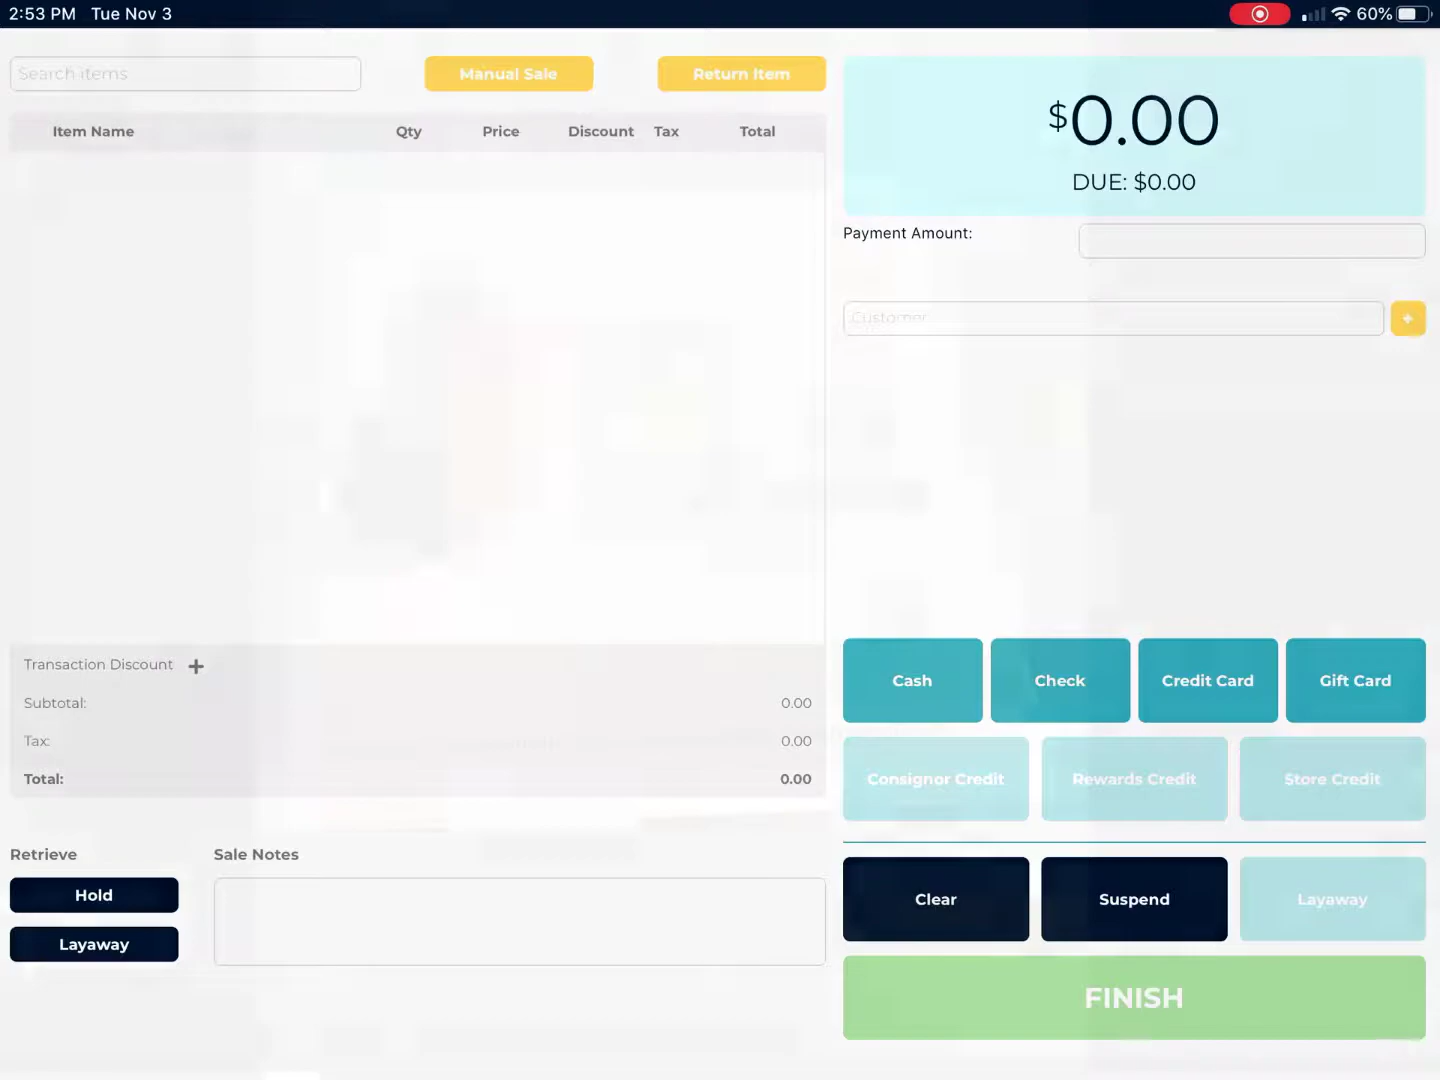 2:53 PM Tue Nov 3
60%
Search items
Manual Sale
Return Item
Item Name Qty Price Discount Tax Total
$0.00
DUE: $0.00
Payment Amount:
Customer
+
Transaction Discount +
Subtotal: 0.00
Tax: 0.00
Total: 0.00
Cash
Check
Credit Card
Gift Card
Consignor Credit
Rewards Credit
Store Credit
Retrieve
Hold
Layaway
Sale Notes
Clear
Suspend
Layaway
FINISH